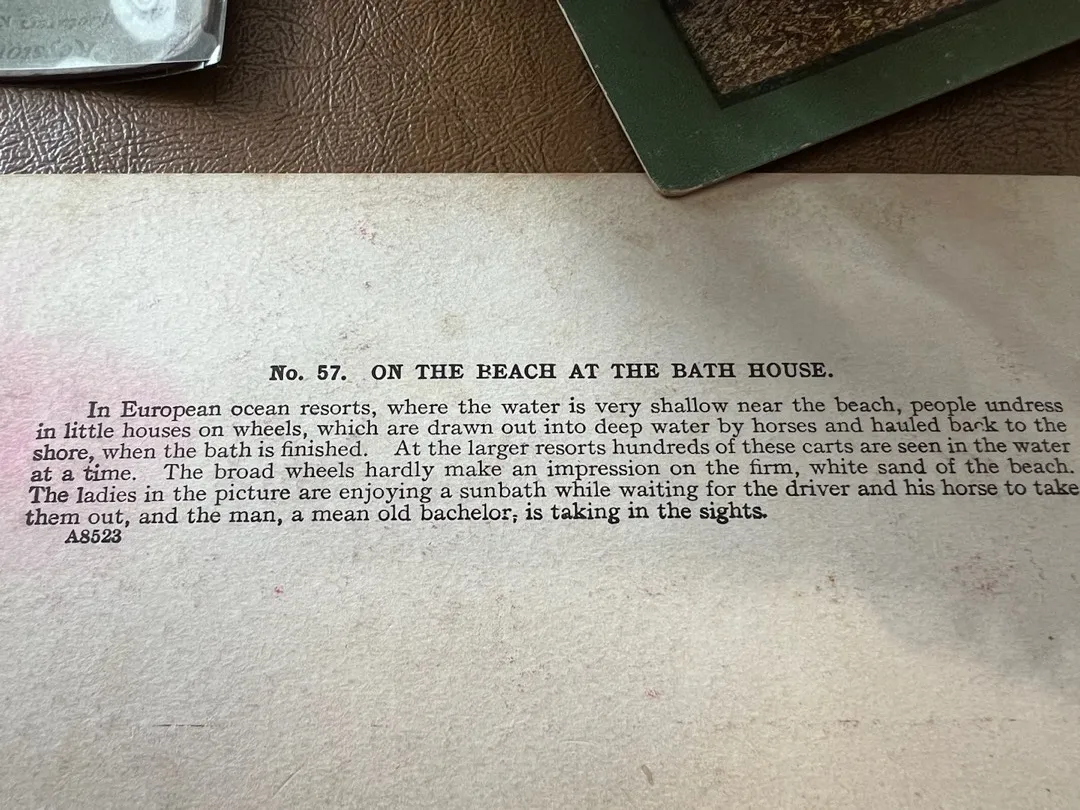 No. 57. ON THE BEACH AT THE BATH HOUSE.
In European ocean resorts, where the water is very shallow near the beach, people undress
in little houses on wheels, which are drawn out into deep water by horses and hauled back to the
shore, when the bath is finished. At the larger resorts hundreds of these carts are seen in the water
at a time. The broad wheels hardly make an impression on the firm, white sand of the beach.
The ladies in the picture are enjoying a sunbath while waiting for the driver and his horse to take
them out, and the man, a mean old bachelor, is taking in the sights.
A8523